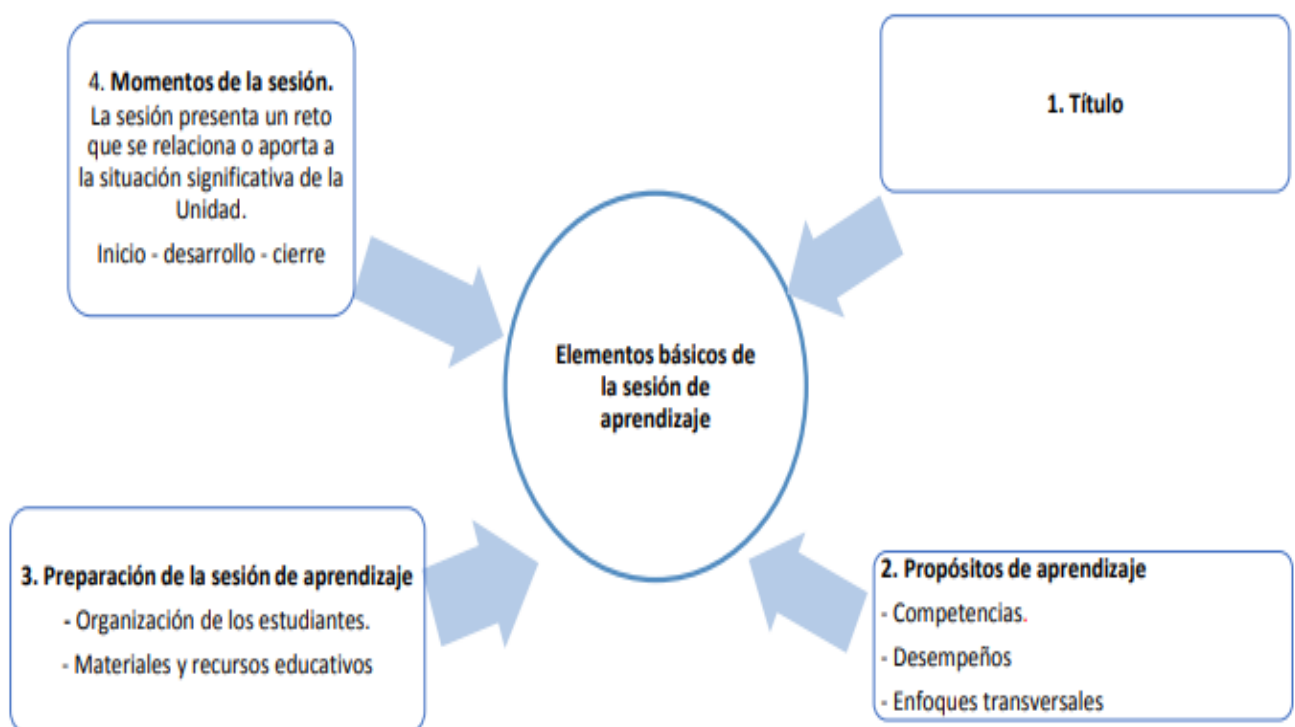 4. Momentos de la sesión.
La sesión presenta un reto
que se relaciona o aporta a
la situación significativa de la
Unidad.
Inicio - desarrollo - cierre
1. Título
Elementos básicos de
la sesión de
aprendizaje
3. Preparación de la sesión de aprendizaje
- Organización de los estudiantes.
- Materiales y recursos educativos
2. Propósitos de aprendizaje
- Competencias.
- Desempeños
- Enfoques transversales